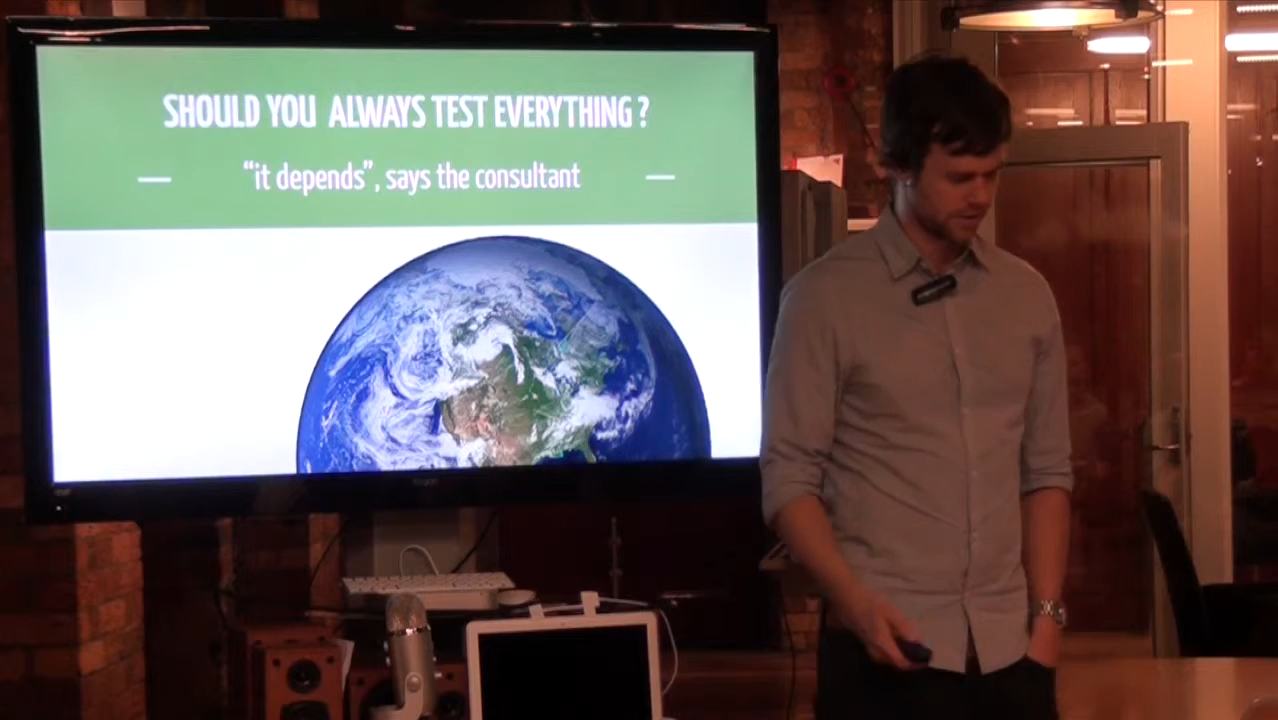 SHOULD YOU ALWAYS TEST EVERYTHING ?
“it depends”, says the consultant